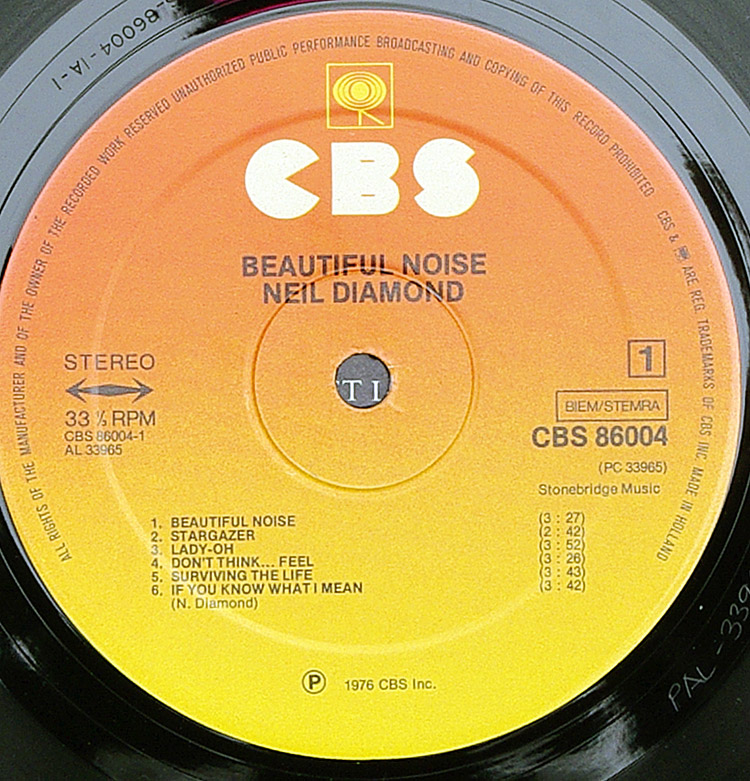 86004-1A-1
ALL RIGHTS OF THE MANUFACTURER AND OF THE OWNER OF THE RECORDED WORK RESERVED UNAUTHORIZED PUBLIC PERFORMANCE BROADCASTING AND COPYING OF THIS RECORD PROHIBITED
CBS & ARE REG. TRADEMARKS OF CBS INC. MADE IN HOLLAND
CBS
BEAUTIFUL NOISE
NEIL DIAMOND
STEREO
33 ⅓ RPM
CBS 86004-1
AL 33965
1
BIEM/STEMRA
CBS 86004
(PC 33965)
Stonebridge Music
TI
1. BEAUTIFUL NOISE (3 : 27)
2. STARGAZER (2 : 42)
3. LADY-OH (3 : 52)
4. DON'T THINK... FEEL (3 : 26)
5. SURVIVING THE LIFE (3 : 43)
6. IF YOU KNOW WHAT I MEAN (3 : 42)
(N. Diamond)
Ⓟ 1976 CBS Inc.
PAL-339